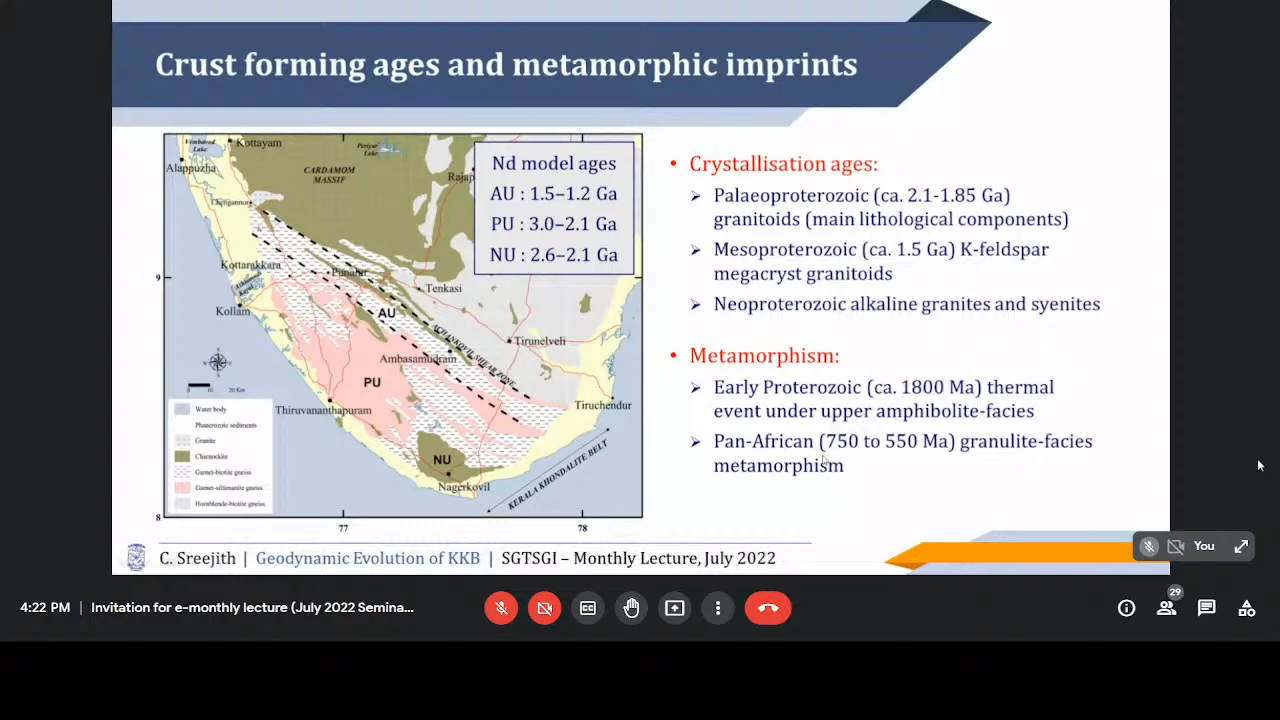 Crust forming ages and metamorphic imprints
Vembanad
Lake
Kottayam
Alappuzha
Periyar
Lake
CARDAMOM
MASSIF
Rajap
Chengannur
Nd model ages
AU : 1.5–1.2 Ga
PU : 3.0–2.1 Ga
NU : 2.6–2.1 Ga
9
Kottarakkara
Punalur
Tenkasi
Kollam
AU
ACHANKOVIL SHEAR ZONE
Tirunelveli
Ambasamudram
PU
Thiruvananthapuram
Tiruchendur
NU
Nagerkovil
KERALA KHONDALITE BELT
0 10 20 Km
Water body
Phanerozoic sediments
Granite
Charnockite
Garnet-biotite gneiss
Garnet-sillimanite gneiss
Hornblende-biotite gneiss
8
77
78
• Crystallisation ages:
➢ Palaeoproterozoic (ca. 2.1-1.85 Ga)
granitoids (main lithological components)
➢ Mesoproterozoic (ca. 1.5 Ga) K-feldspar
megacryst granitoids
➢ Neoproterozoic alkaline granites and syenites
• Metamorphism:
➢ Early Proterozoic (ca. 1800 Ma) thermal
event under upper amphibolite-facies
➢ Pan-African (750 to 550 Ma) granulite-facies
metamorphism
C. Sreejith | Geodynamic Evolution of KKB | SGTSGI – Monthly Lecture, July 2022
You
4:22 PM | Invitation for e-monthly lecture (July 2022 Semina...
29